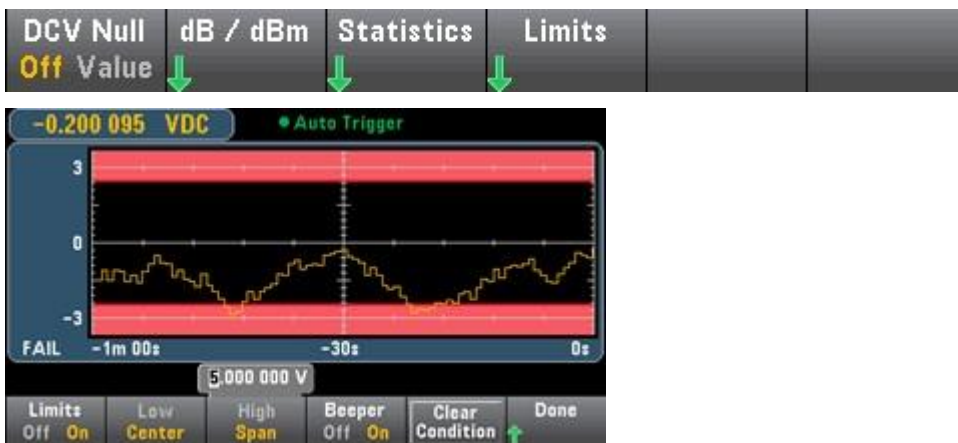 DCV Null dB / dBm Statistics Limits
Off Value
-0.200 095 VDC Auto Trigger
3
0
-3
FAIL -1m 00s -30s 0s
5.000 000 V
Limits Low High Beeper Clear Done
Off On Center Span Off On Condition